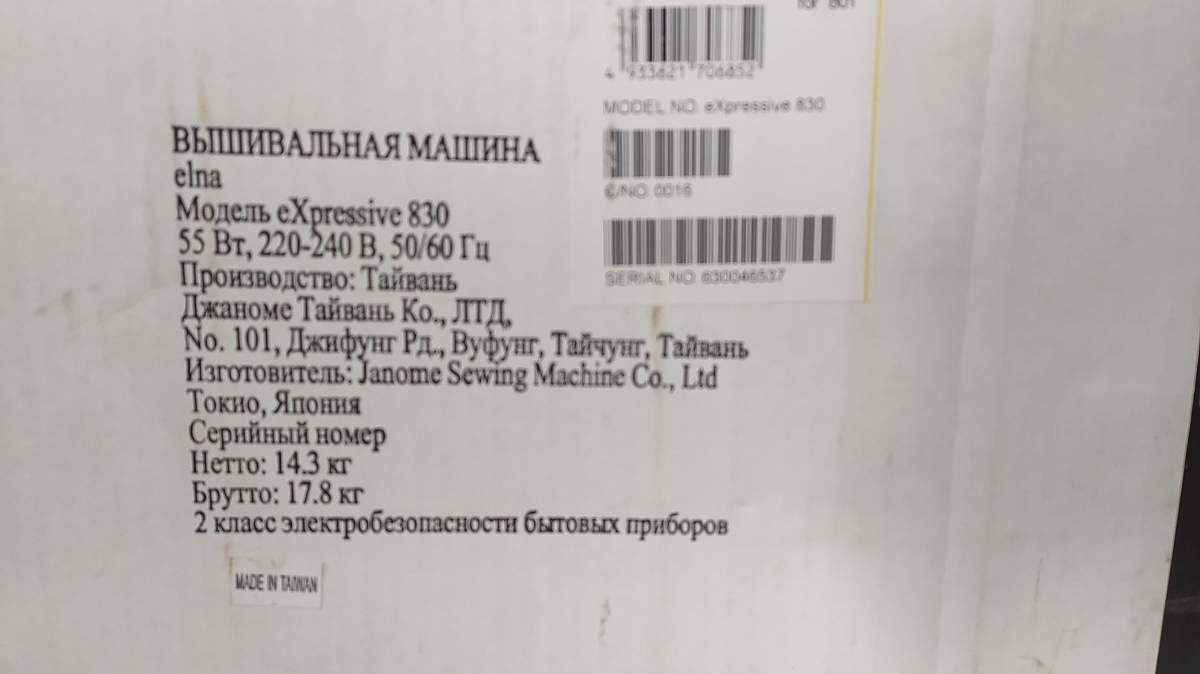 4 933621 706852
MODEL NO. eXpressive 830
C/NO. 0016
SERIAL NO. 630046537
ВЫШИВАЛЬНАЯ МАШИНА
elna
Модель eXpressive 830
55 Вт, 220-240 В, 50/60 Гц
Производство: Тайвань
Джаноме Тайвань Ко., ЛТД,
No. 101, Джифунг Рд., Вуфунг, Тайчунг, Тайвань
Изготовитель: Janome Sewing Machine Co., Ltd
Токио, Япония
Серийный номер
Нетто: 14.3 кг
Брутто: 17.8 кг
2 класс электробезопасности бытовых приборов
MADE IN TAIWAN